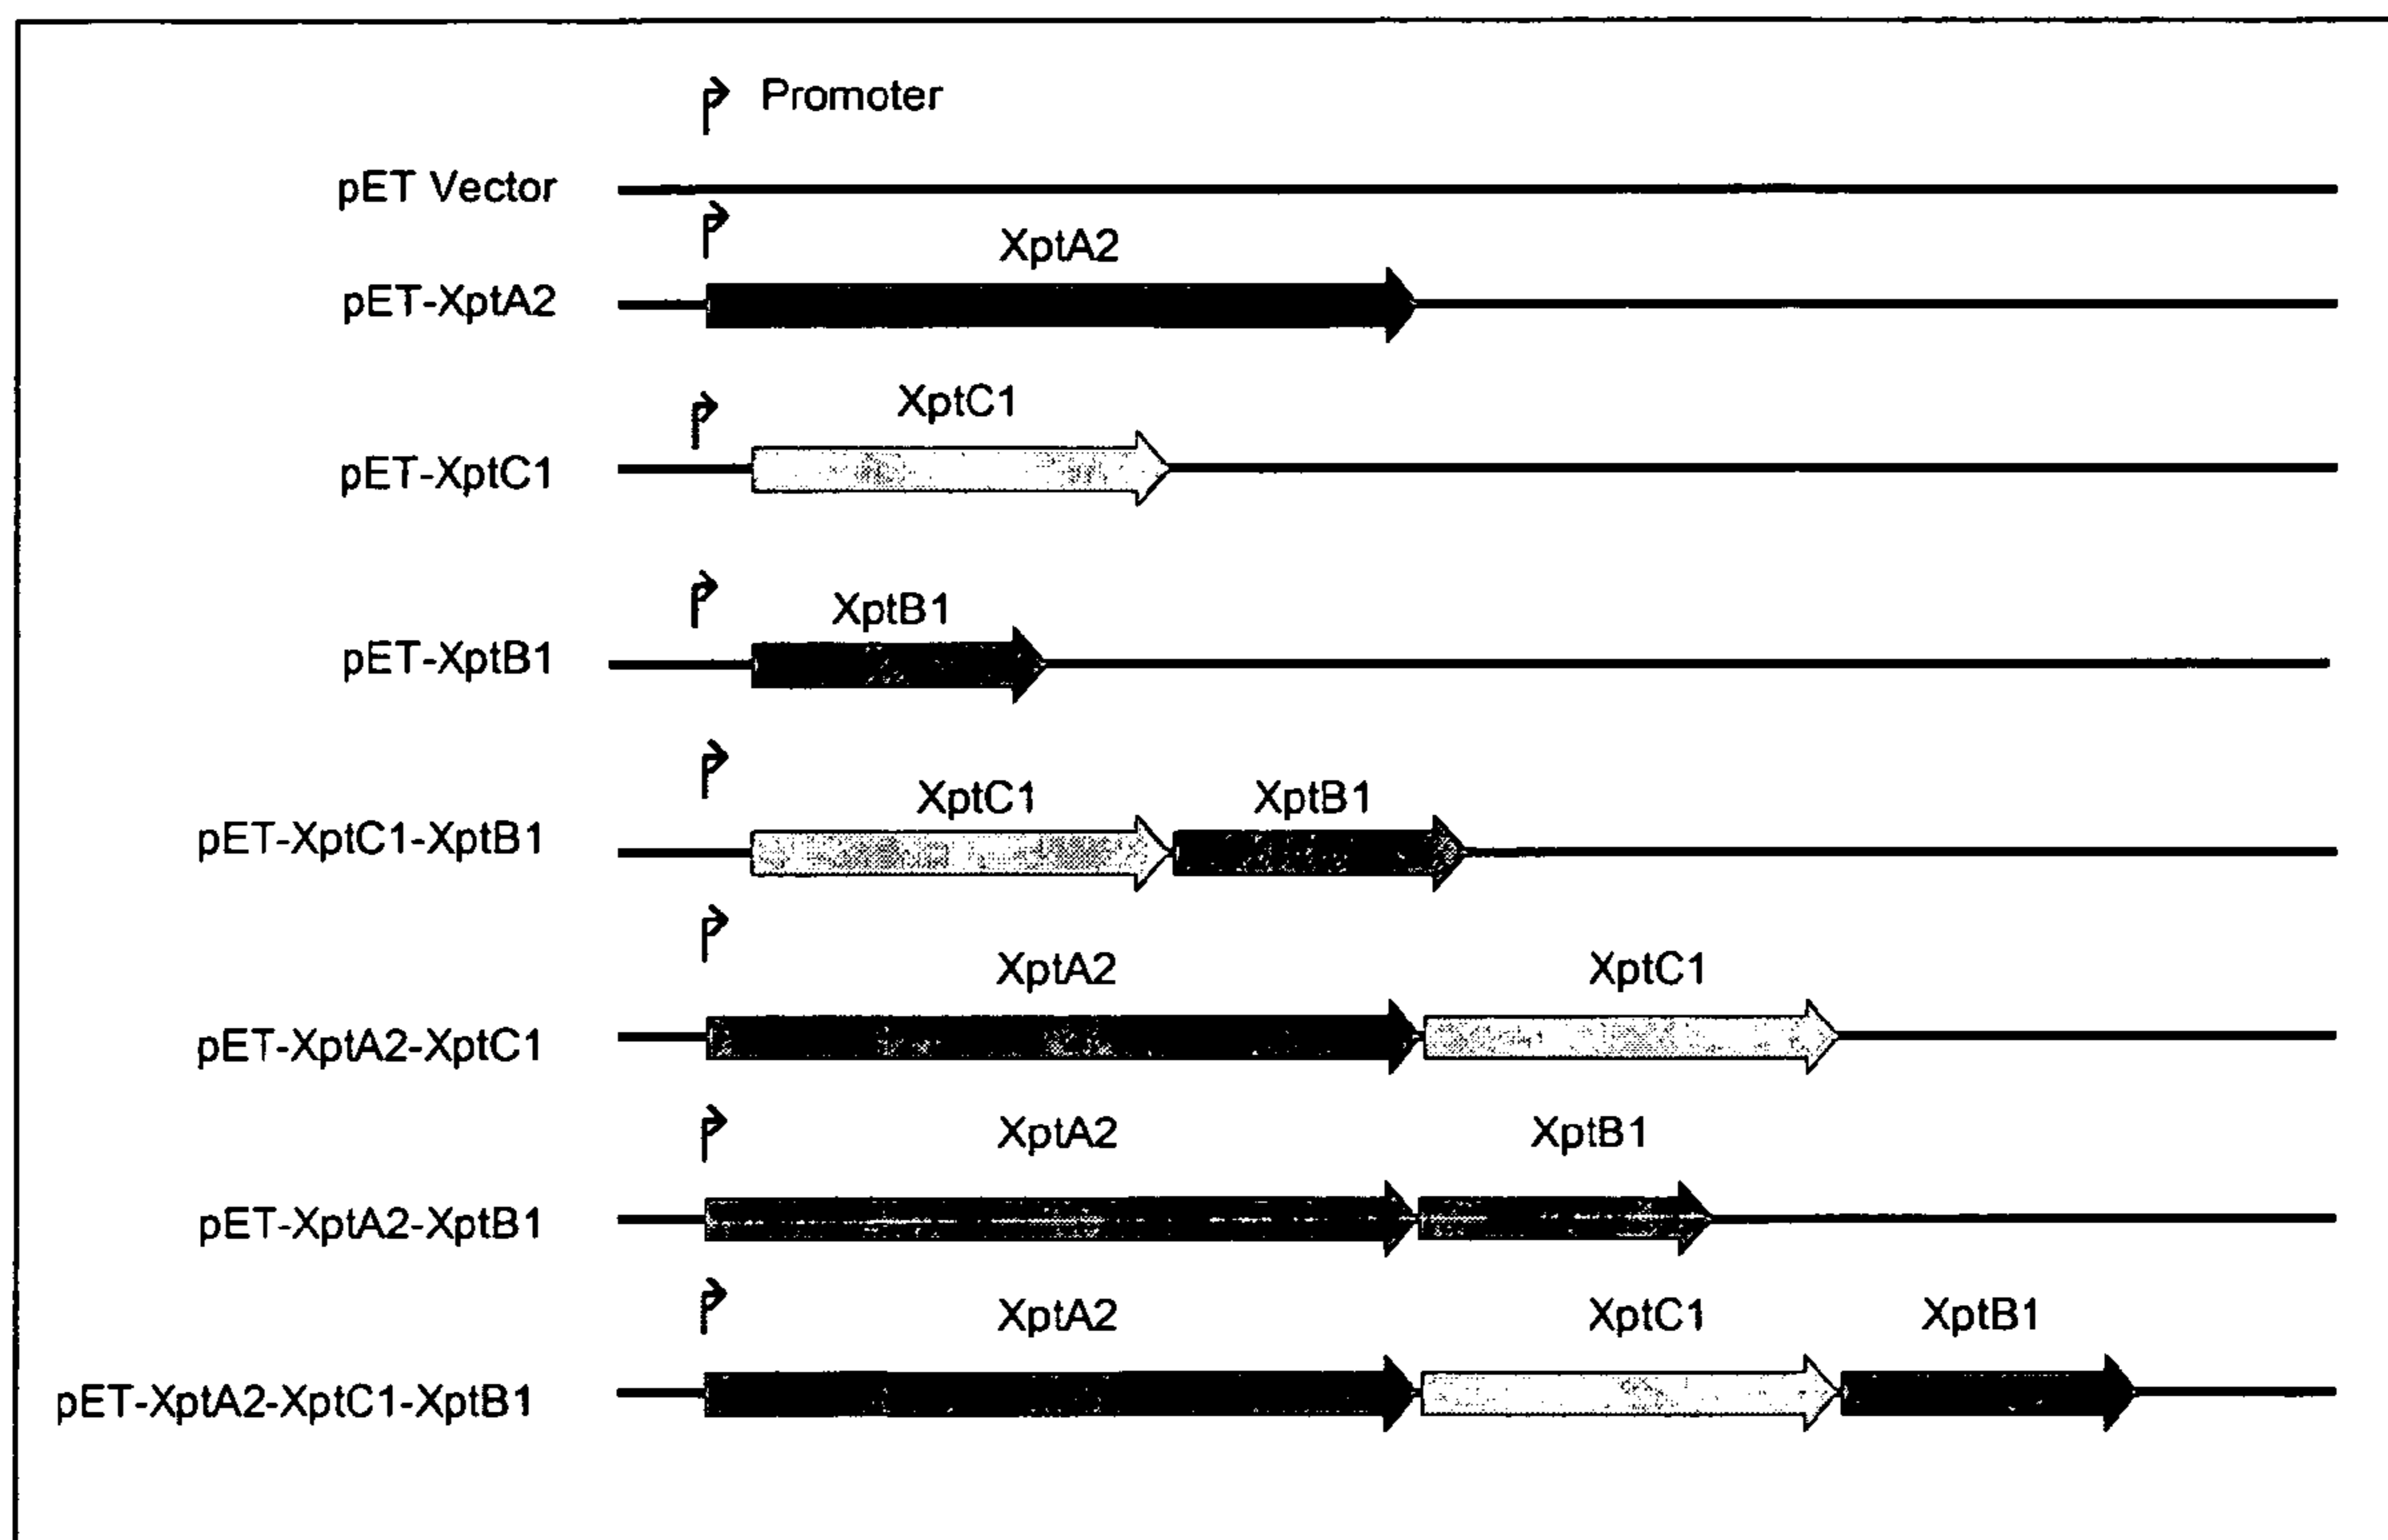 Promoter
pET Vector
XptA2
pET-XptA2
XptC1
pET-XptC1
XptB1
pET-XptB1
XptC1 XptB1
pET-XptC1-XptB1
XptA2 XptC1
pET-XptA2-XptC1
XptA2 XptB1
pET-XptA2-XptB1
XptA2 XptC1 XptB1
pET-XptA2-XptC1-XptB1